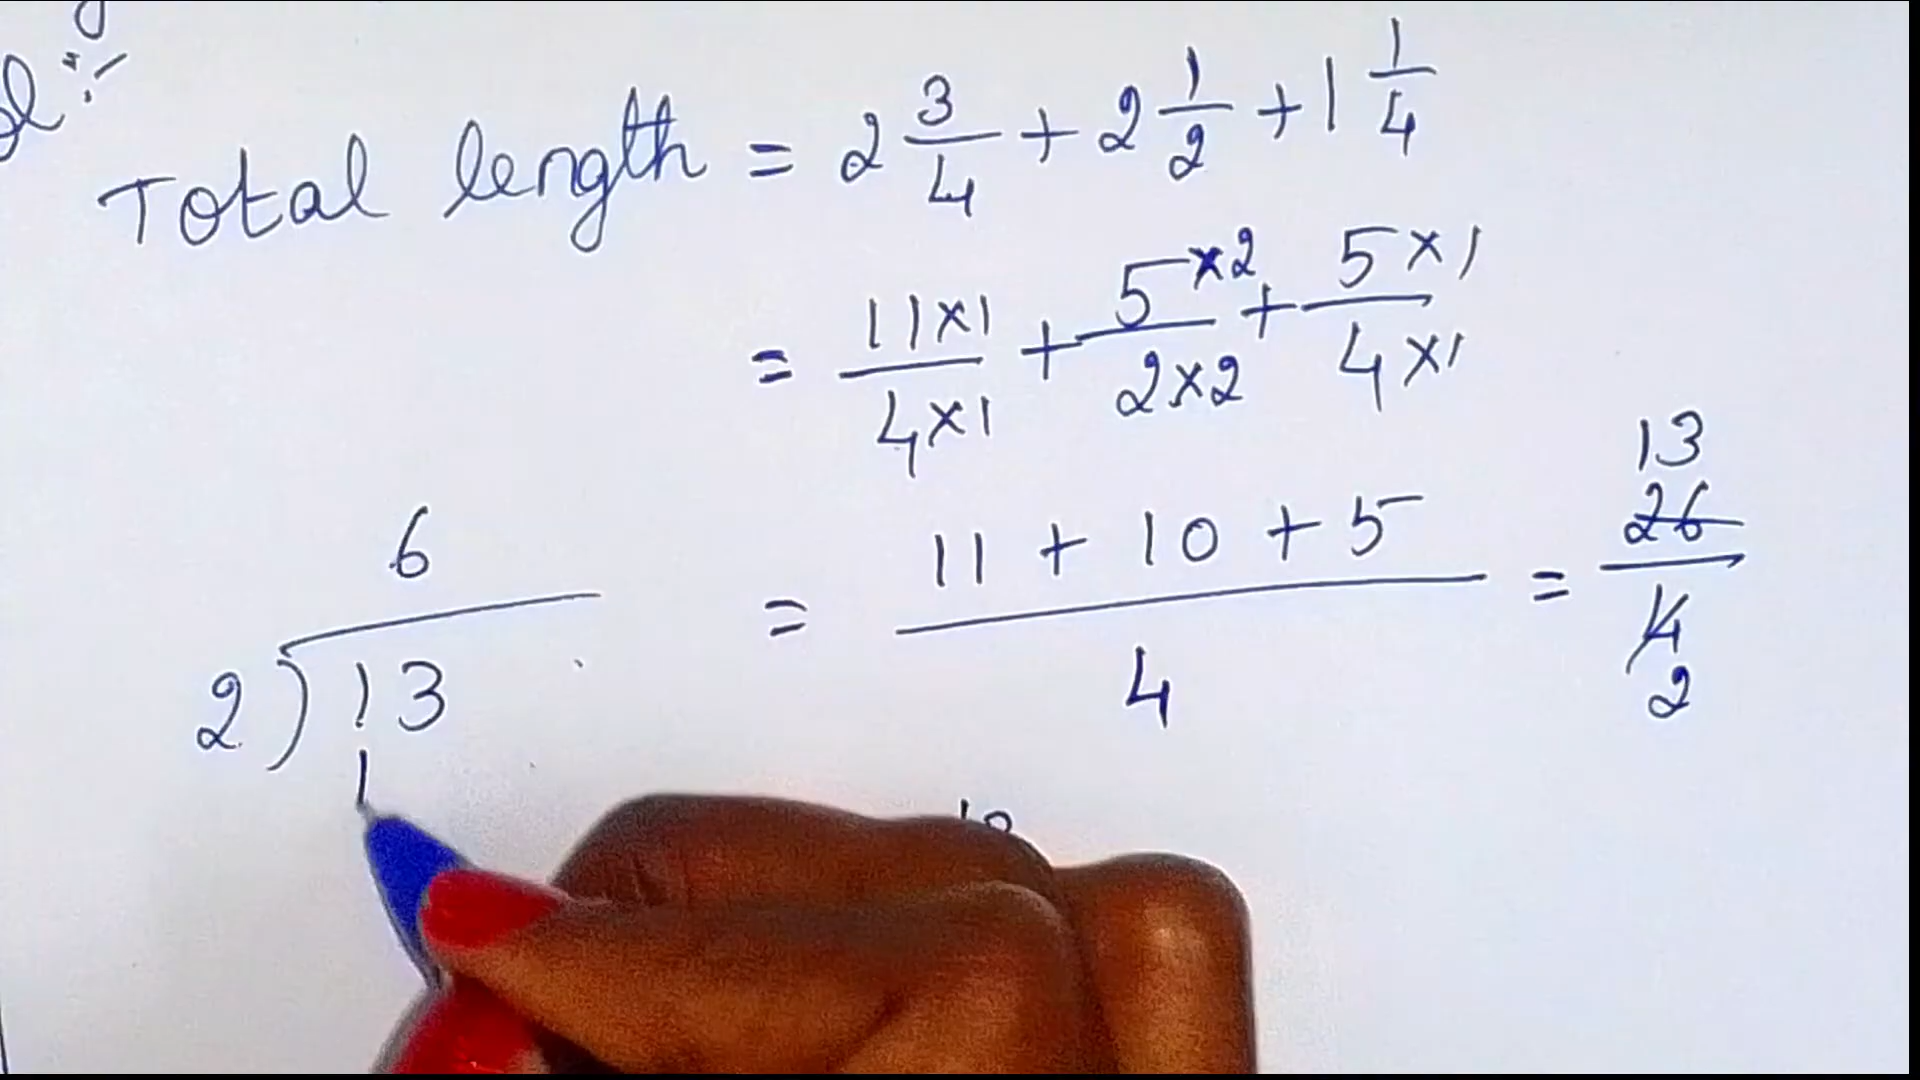 Total length = 2 3/4 + 2 1/2 + 1 1/4
= 11×1/4×1 + 5×2/2×2 + 5×1/4×1
= 11 + 10 + 5/4 = 26/4
13
2
6
2)13
1